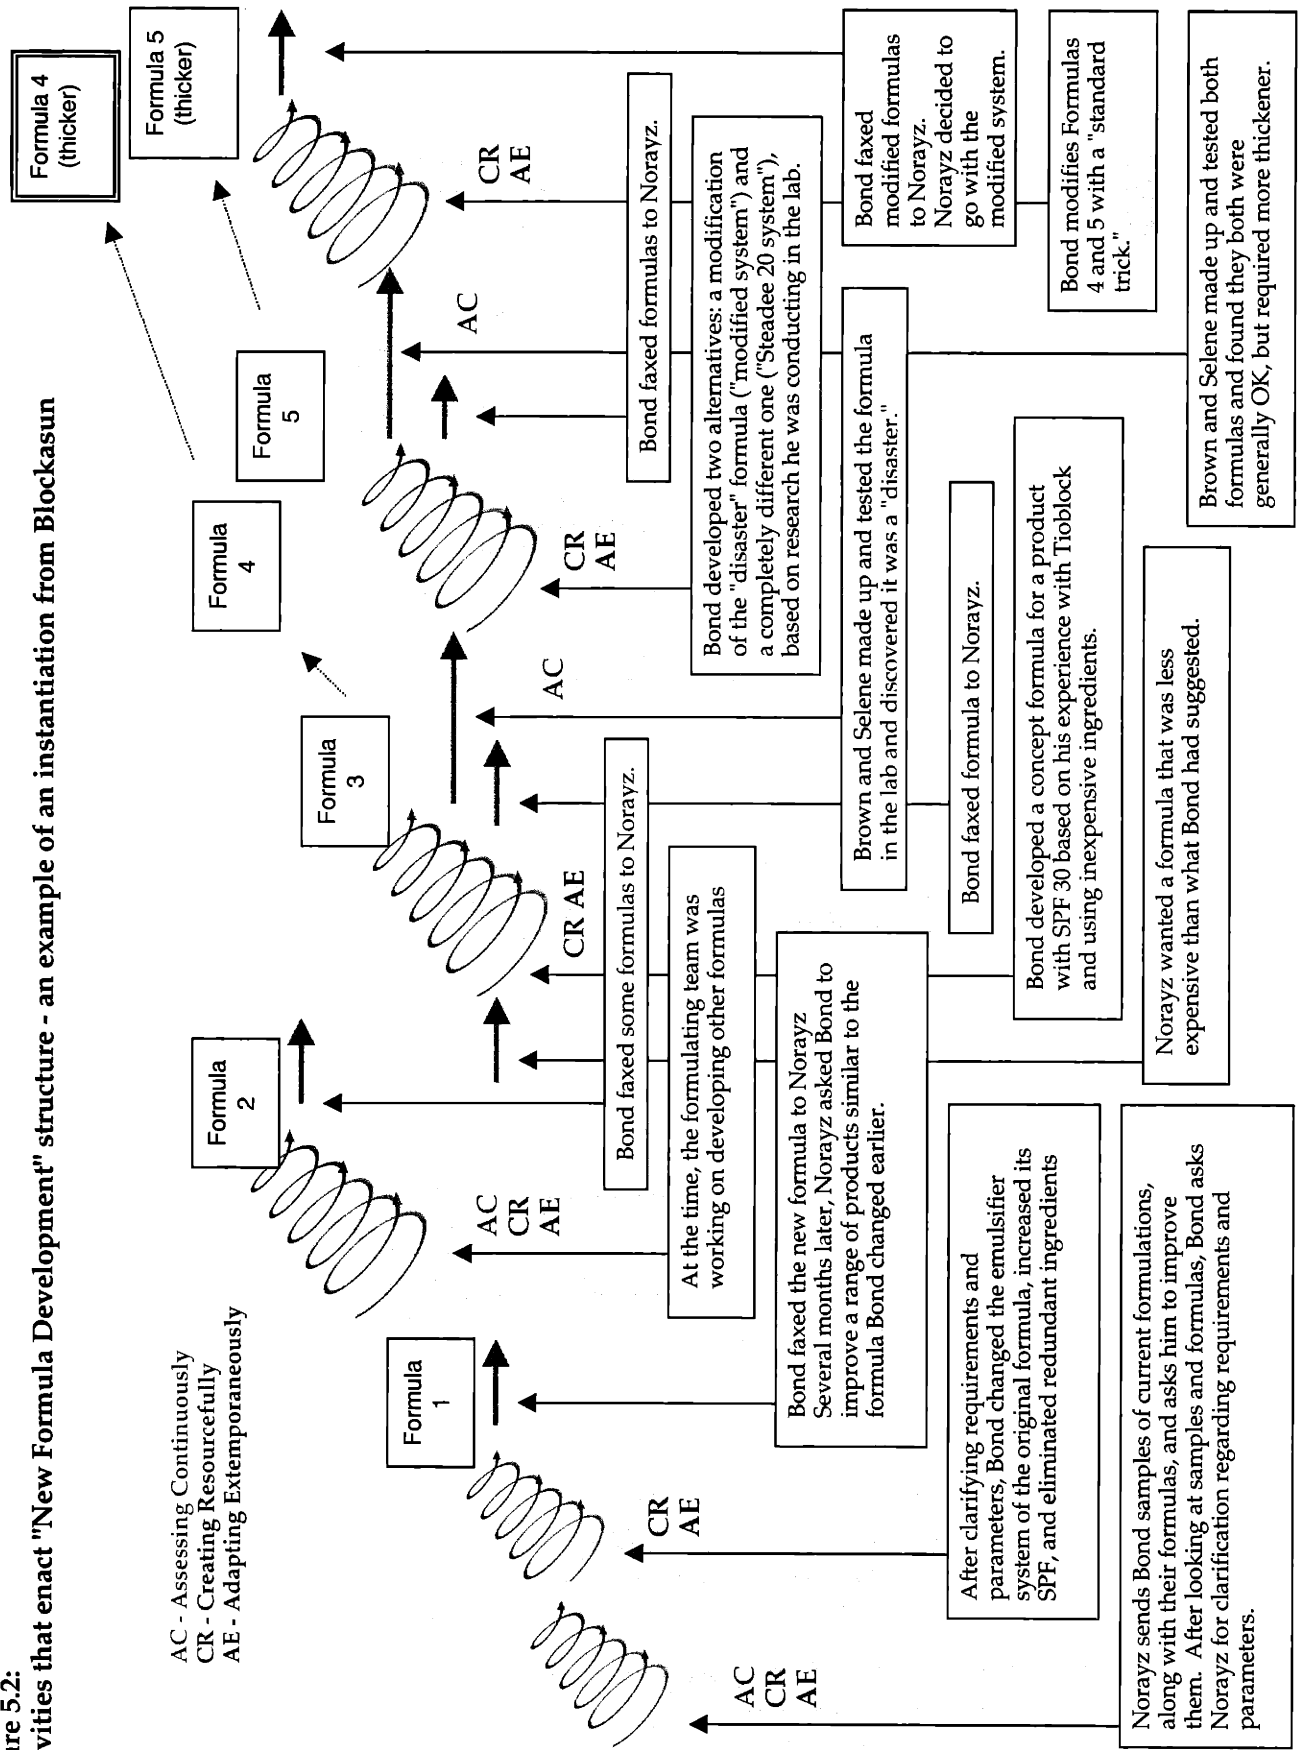 re 5.2:
vities that enact "New Formula Development" structure - an example of an instantiation from Blockasun
AC - Assessing Continuously
CR - Creating Resourcefully
AE - Adapting Extemporaneously
Formula
1
Formula
2
Formula
3
Formula
4
Formula
5
Formula 4
(thicker)
Formula 5
(thicker)
AC
CR
AE
CR
AE
AC
CR
AE
CR AE
AC
CR
AE
AC
CR
AE
Norayz sends Bond samples of current formulations,
along with their formulas, and asks him to improve
them. After looking at samples and formulas, Bond asks
Norayz for clarification regarding requirements and
parameters.
After clarifying requirements and
parameters, Bond changed the emulsifier
system of the original formula, increased its
SPF, and eliminated redundant ingredients
Bond faxed the new formula to Norayz
Several months later, Norayz asked Bond to
improve a range of products similar to the
formula Bond changed earlier.
At the time, the formulating team was
working on developing other formulas
Bond faxed some formulas to Norayz.
Norayz wanted a formula that was less
expensive than what Bond had suggested.
Bond developed a concept formula for a product
with SPF 30 based on his experience with Tioblock
and using inexpensive ingredients.
Bond faxed formula to Norayz.
Brown and Selene made up and tested the formula
in the lab and discovered it was a "disaster."
Bond developed two alternatives: a modification
of the "disaster" formula ("modified system") and
a completely different one ("Steadee 20 system"),
based on research he was conducting in the lab.
Bond faxed formulas to Norayz.
Brown and Selene made up and tested both
formulas and found they both were
generally OK, but required more thickener.
Bond modifies Formulas
4 and 5 with a "standard
trick."
Bond faxed
modified formulas
to Norayz.
Norayz decided to
go with the
modified system.